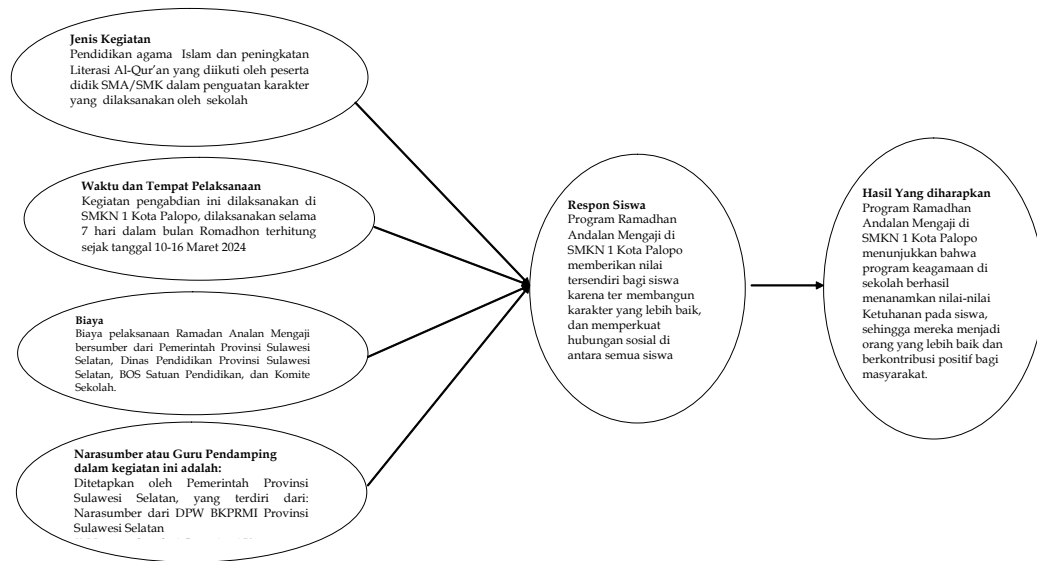 Jenis Kegiatan
Pendidikan agama Islam dan peningkatan
Literasi Al-Qur'an yang diikuti oleh peserta
didik SMA/SMK dalam penguatan karakter
yang dilaksanakan oleh sekolah
Waktu dan Tempat Pelaksanaan
Kegiatan pengabdian ini dilaksanakan di
SMKN 1 Kota Palopo, dilaksanakan selama
7 hari dalam bulan Romadhon terhitung
sejak tanggal 10-16 Maret 2024
Biaya
Biaya pelaksanaan Ramadan Analan Mengaji
bersumber dari Pemerintah Provinsi Sulawesi
Selatan, Dinas Pendidikan Provinsi Sulawesi
Selatan, BOS Satuan Pendidikan, dan Komite
Sekolah.
Narasumber atau Guru Pendamping
dalam kegiatan ini adalah:
Ditetapkan oleh Pemerintah Provinsi
Sulawesi Selatan, yang terdiri dari:
Narasumber dari DPW BKPRMI Provinsi
Sulawesi Selatan
Respon Siswa
Program Ramadhan
Andalan Mengaji di
SMKN 1 Kota Palopo
memberikan nilai
tersendiri bagi siswa
karena ter membangun
karakter yang lebih baik,
dan memperkuat
hubungan sosial di
antara semua siswa
Hasil Yang diharapkan
Program Ramadhan
Andalan Mengaji di
SMKN 1 Kota Palopo
menunjukkan bahwa
program keagamaan di
sekolah berhasil
menanamkan nilai-nilai
Ketuhanan pada siswa,
sehingga mereka menjadi
orang yang lebih baik dan
berkontribusi positif bagi
masyarakat.